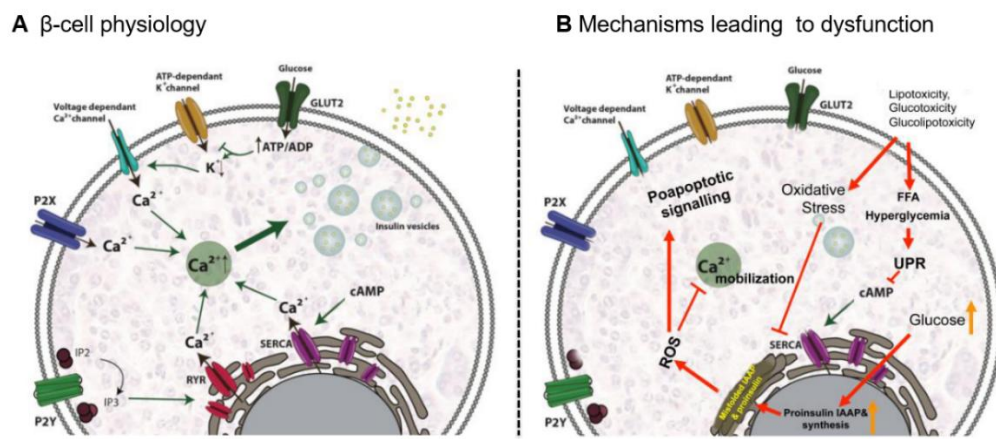 A β-cell physiology
Glucose
ATP-dependant
K⁺channel
GLUT2
Voltage dependant
Ca²⁺channel
↑ATP/ADP
K⁺↓
Ca²⁺
P2X
Ca²⁺
Insulin vesicles
Ca²⁺↑
cAMP
Ca²⁺
Ca²⁺
SERCA
IP2
RYR
IP3
P2Y
B Mechanisms leading to dysfunction
Glucose
ATP-dependant
K⁺channel
GLUT2
Voltage dependant
Ca²⁺channel
Lipotoxicity,
Glucotoxicity
Glucolipotoxicity
Poapoptotic
signalling
Oxidative
Stress
FFA
Hyperglycemia
P2X
UPR
Ca²⁺
mobilization
cAMP
Glucose
ROS
SERCA
Misfolded IAAP
& proinsulin
Proinsulin IAAP&
synthesis
IP2
IP3
P2Y